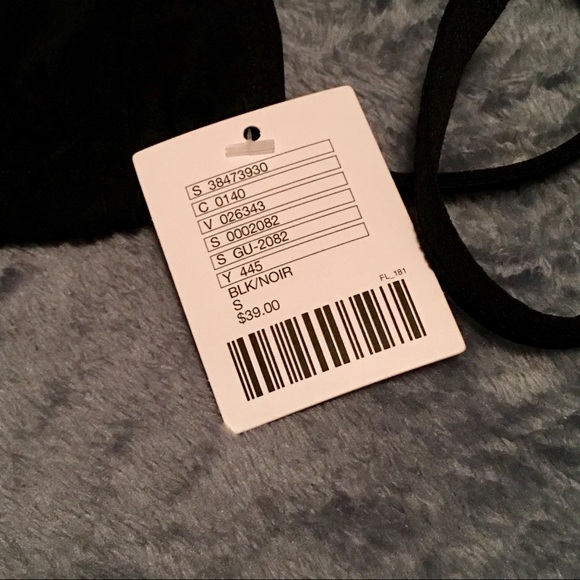 S 38473930
C 0140
V 026343
S 0002082
S GU-2082
Y 445
BLK/NOIR
S
$39.00
FL_181